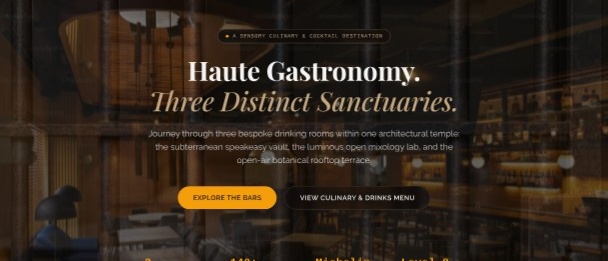 A SENSORY CULINARY & COCKTAIL DESTINATION
Haute Gastronomy.
Three Distinct Sanctuaries.
Journey through three bespoke drinking rooms within one architectural temple:
the subterranean speakeasy vault, the luminous open mixology lab, and the
open-air botanical rooftop terrace.
EXPLORE THE BARS
VIEW CULINARY & DRINKS MENU